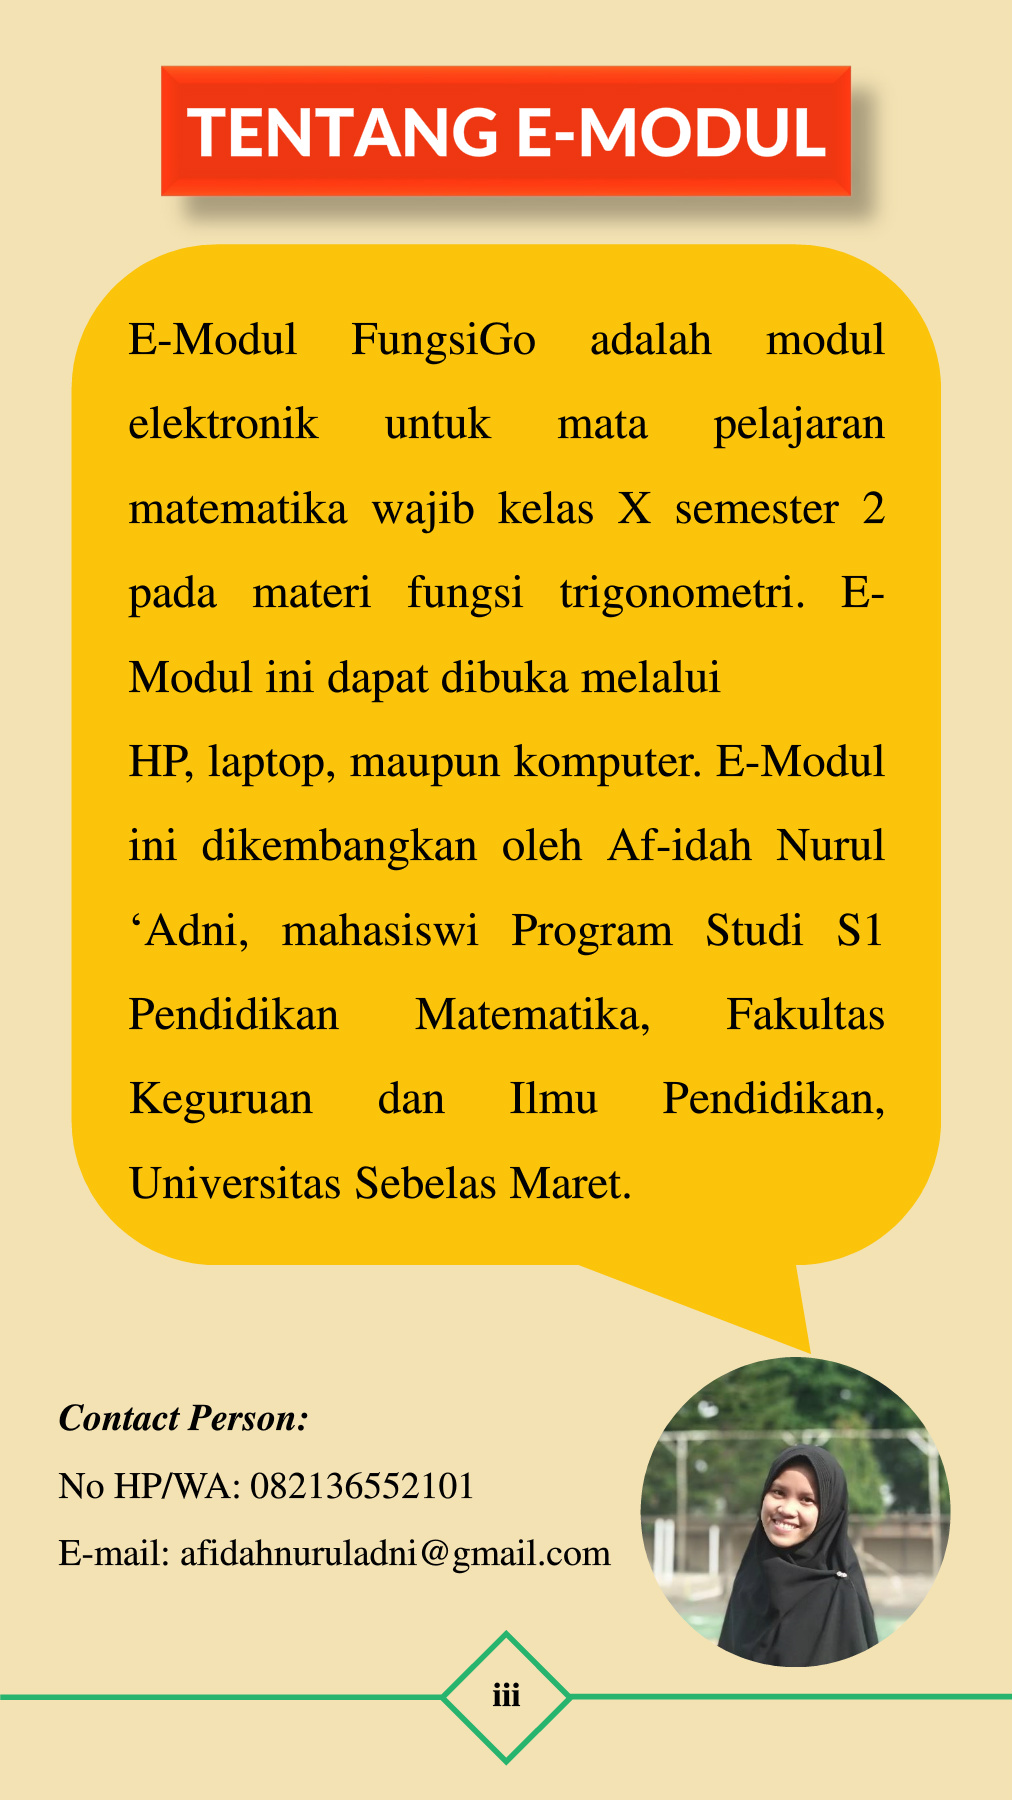 TENTANG E-MODUL
E-Modul FungsiGo adalah modul
elektronik untuk mata pelajaran
matematika wajib kelas X semester 2
pada materi fungsi trigonometri. E-
Modul ini dapat dibuka melalui
HP, laptop, maupun komputer. E-Modul
ini dikembangkan oleh Af-idah Nurul
‘Adni, mahasiswi Program Studi S1
Pendidikan Matematika, Fakultas
Keguruan dan Ilmu Pendidikan,
Universitas Sebelas Maret.
Contact Person:
No HP/WA: 082136552101
E-mail: afidahnuruladni@gmail.com
iii